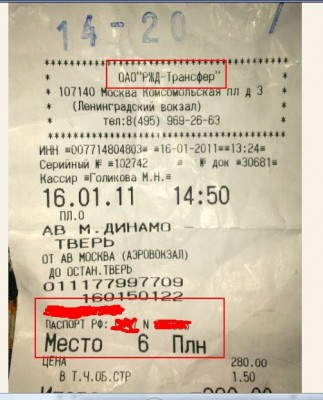 14-20
ОАО"РЖД-Трансфер"
107140 Москва Комсомольская пл д 3
(Ленинградский вокзал)
тел:8(495) 969-26-63
ИНН =007714804803= =16-01-2011==13:24=
Серийный № =102742 = № док =30681=
Кассир =Голикова М.Н.=
16.01.11 14:50
ПЛ.0
АВ М.ДИНАМО -
ТВЕРЬ
ОТ АВ МОСКВА (АЭРОВОКЗАЛ)
ДО ОСТАН.ТВЕРЬ
011177997709
160150122
ПАСПОРТ РФ: N
Место 6 Плн
ЦЕНА 280.00
В Т.Ч.ОБ.СТР 1.50